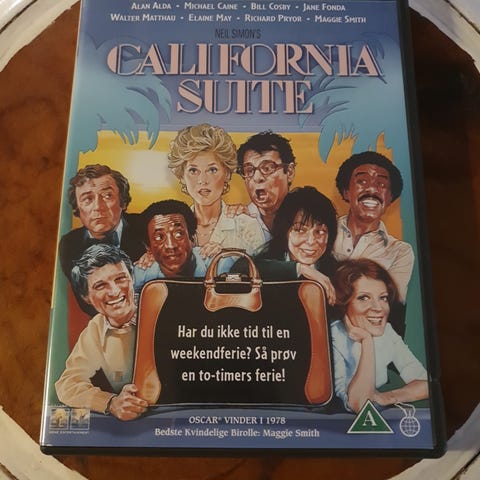 ALAN ALDA • MICHAEL CAINE • BILL COSBY • JANE FONDA
WALTER MATTHAU • ELAINE MAY • RICHARD PRYOR • MAGGIE SMITH
NEIL SIMON'S
CALIFORNIA
SUITE
Har du ikke tid til en
weekendferie? Så prøv
en to-timers ferie!
OSCAR® VINDER I 1978
Bedste Kvindelige Birolle: Maggie Smith
HOME ENTERTAINMENT
A